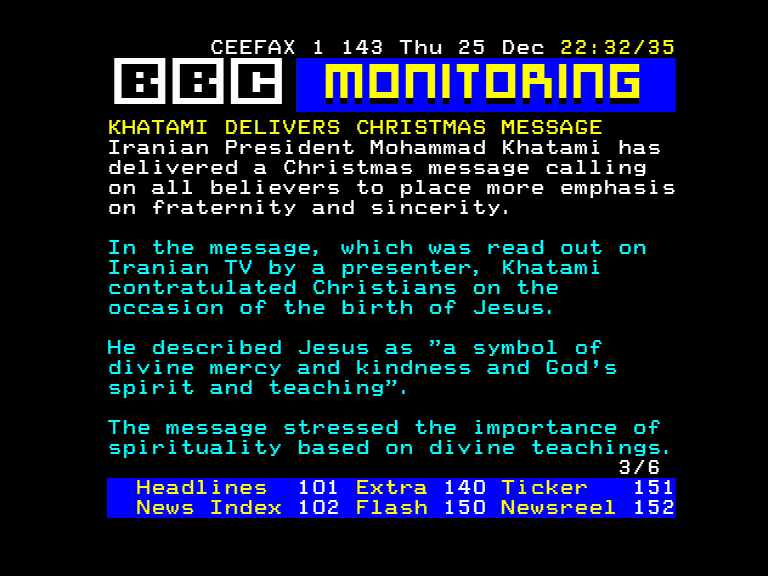 CEEFAX 1 143 Thu 25 Dec 22:32/35
BBC MONITORING
KHATAMI DELIVERS CHRISTMAS MESSAGE
Iranian President Mohammad Khatami has
delivered a Christmas message calling
on all believers to place more emphasis
on fraternity and sincerity.
In the message, which was read out on
Iranian TV by a presenter, Khatami
contratulated Christians on the
occasion of the birth of Jesus.
He described Jesus as "a symbol of
divine mercy and kindness and God's
spirit and teaching".
The message stressed the importance of
spirituality based on divine teachings.
3/6
Headlines 101 Extra 140 Ticker 151
News Index 102 Flash 150 Newsreel 152